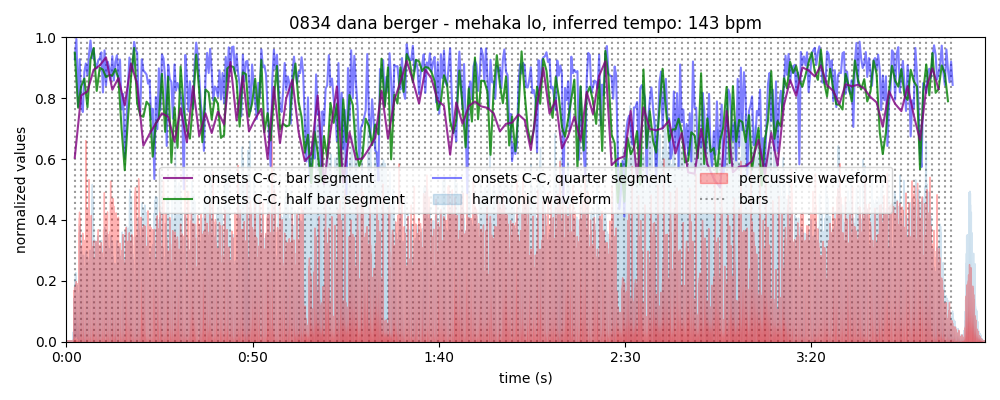 0834 dana berger - mehaka lo, inferred tempo: 143 bpm
1.0
0.8
0.6
0.4
0.2
0.0
normalized values
onsets C-C, bar segment
onsets C-C, half bar segment
onsets C-C, quarter segment
harmonic waveform
percussive waveform
bars
0:00 0:50 1:40 2:30 3:20
time (s)